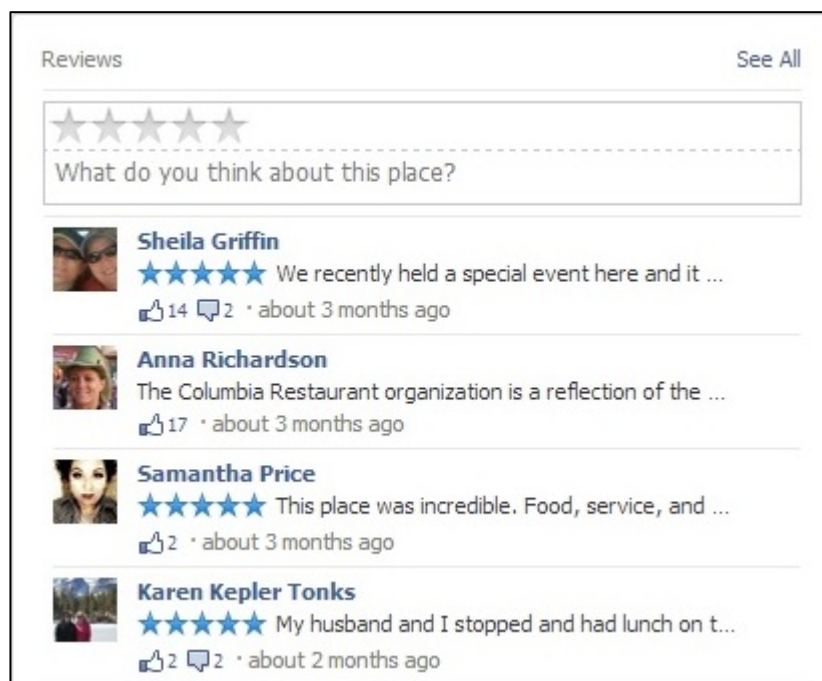 Reviews See All
What do you think about this place?
Sheila Griffin
We recently held a special event here and it ...
14 2 · about 3 months ago
Anna Richardson
The Columbia Restaurant organization is a reflection of the ...
17 · about 3 months ago
Samantha Price
This place was incredible. Food, service, and ...
2 · about 3 months ago
Karen Kepler Tonks
My husband and I stopped and had lunch on t...
2 2 · about 2 months ago